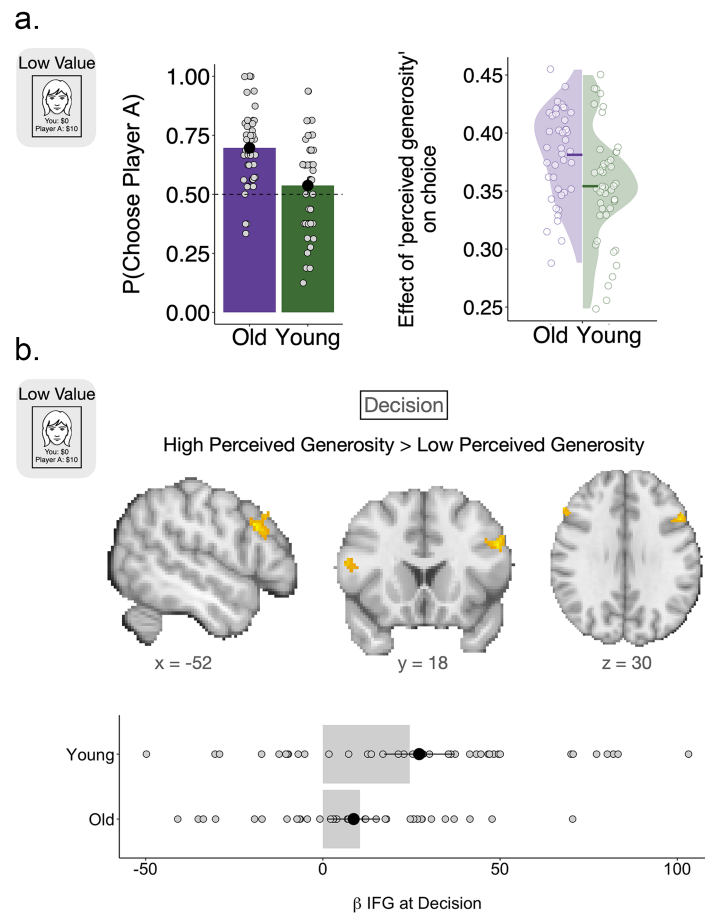 a.
Low Value
You: $0
Player A: $10
P(Choose Player A)
1.00
0.75
0.50
0.25
0.00
Old Young
Effect of 'perceived generosity'
on choice
0.45
0.40
0.35
0.30
0.25
Old Young
b.
Low Value
You: $0
Player A: $10
Decision
High Perceived Generosity > Low Perceived Generosity
x = -52
y = 18
z = 30
Young
Old
-50
0
50
100
β IFG at Decision